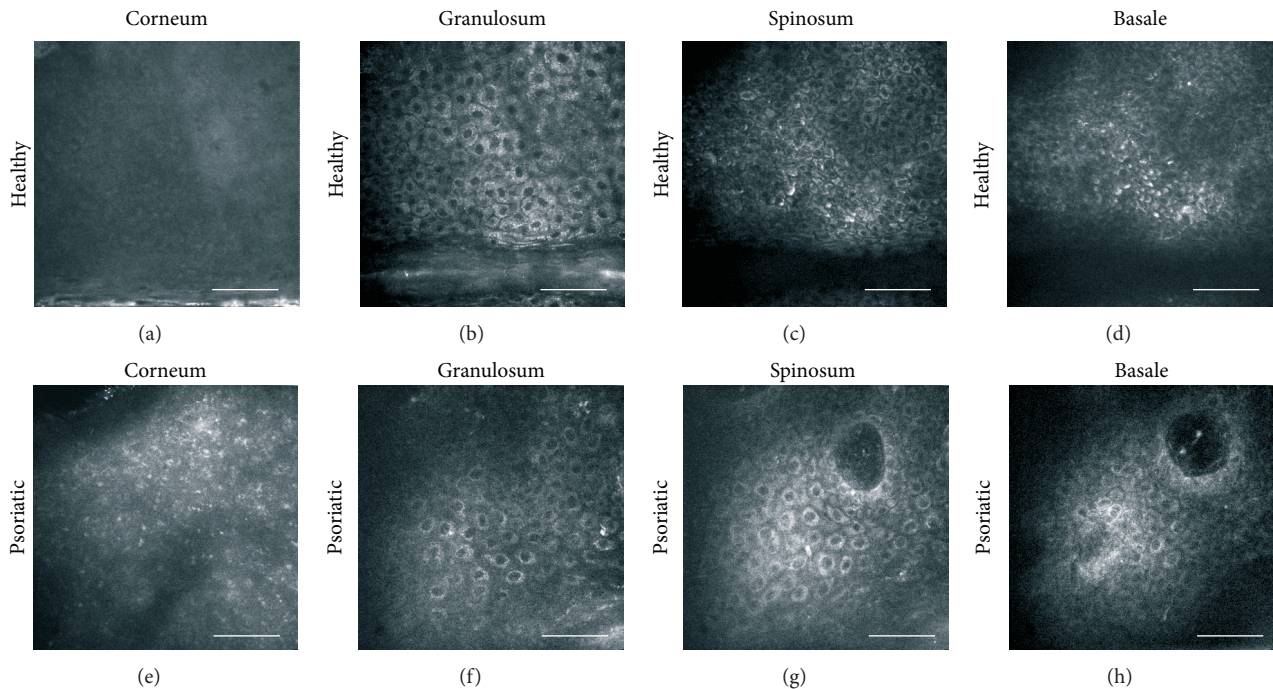 Corneum
Granulosum
Spinosum
Basale
Healthy
Healthy
Healthy
Healthy
(a)
(b)
(c)
(d)
Corneum
Granulosum
Spinosum
Basale
Psoriatic
Psoriatic
Psoriatic
Psoriatic
(e)
(f)
(g)
(h)